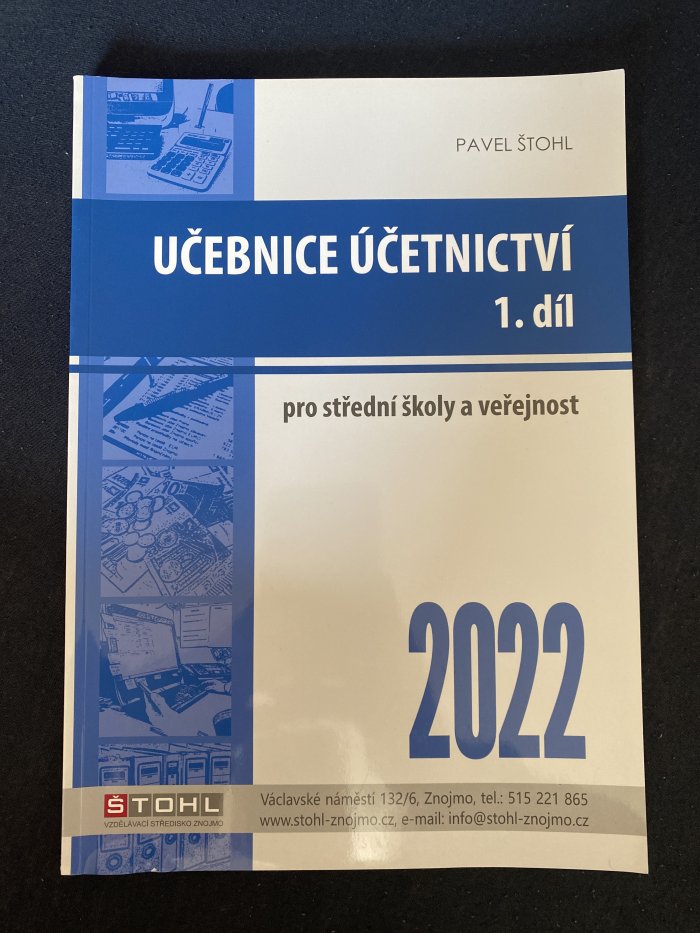 PAVEL ŠTOHL
UČEBNICE ÚČETNICTVÍ
1. díl
pro střední školy a veřejnost
2022
ŠTOHL
VZDĚLÁVACÍ STŘEDISKO ZNOJMO
Václavské náměstí 132/6, Znojmo, tel.: 515 221 865
www.stohl-znojmo.cz, e-mail: info@stohl-znojmo.cz